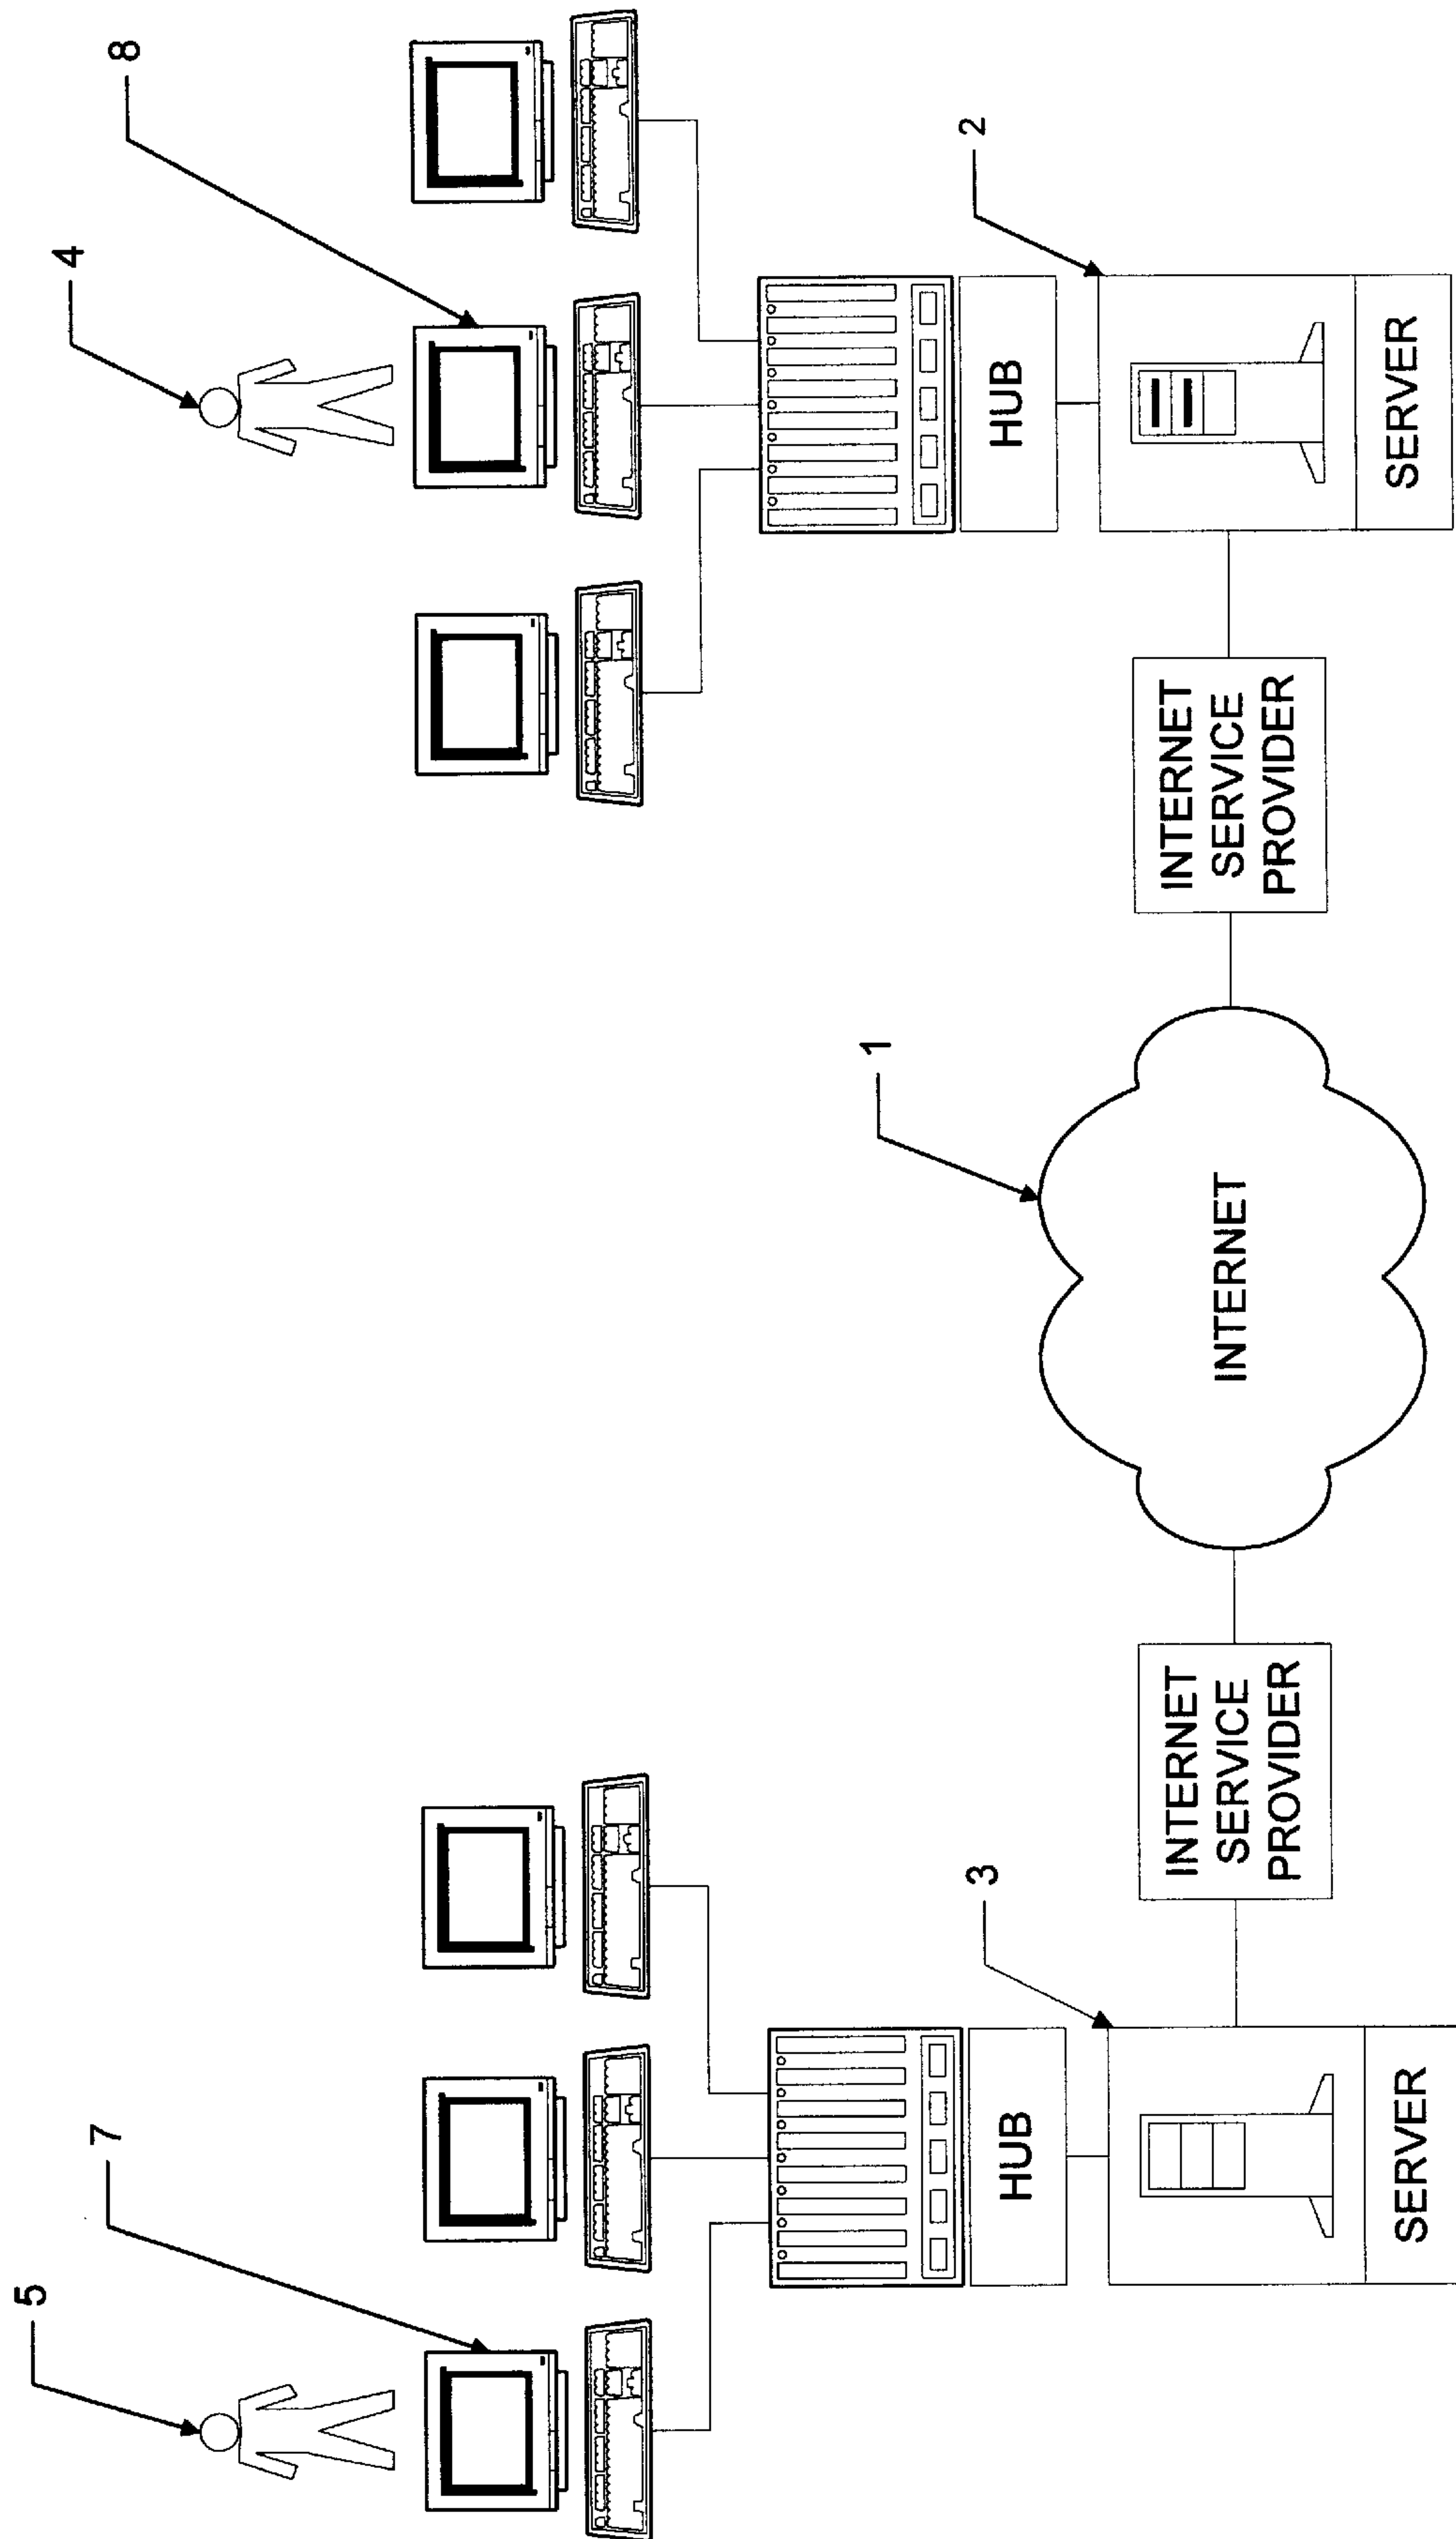 5
7
4
8
3
1
2
HUB
HUB
SERVER
INTERNET
SERVICE
PROVIDER
INTERNET
INTERNET
SERVICE
PROVIDER
SERVER